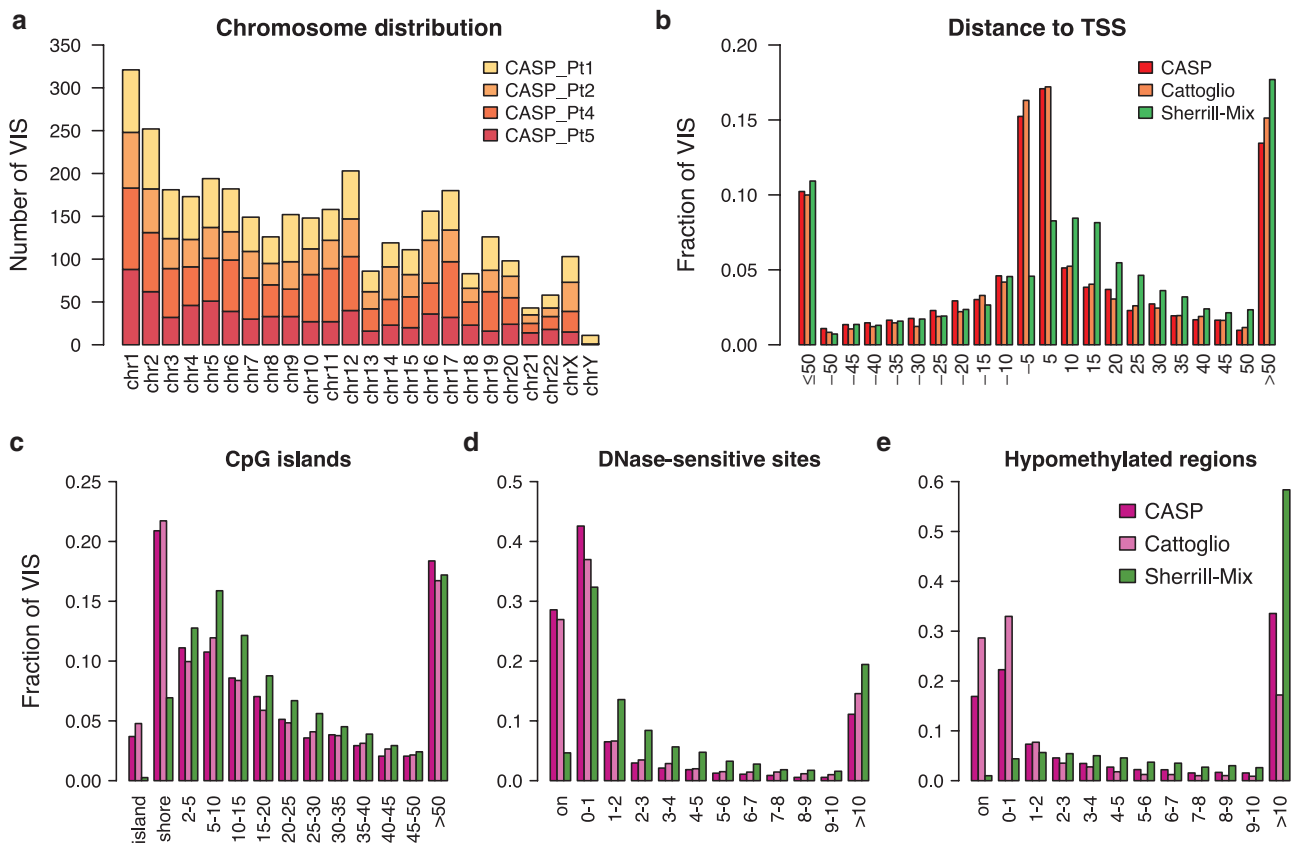 a
Chromosome distribution
Number of VIS
350
300
250
200
150
100
50
0
CASP_Pt1
CASP_Pt2
CASP_Pt4
CASP_Pt5
chr1
chr2
chr3
chr4
chr5
chr6
chr7
chr8
chr9
chr10
chr11
chr12
chr13
chr14
chr15
chr16
chr17
chr18
chr19
chr20
chr21
chr22
chrX
chrY
b
Distance to TSS
Fraction of VIS
0.20
0.15
0.10
0.05
0.00
CASP
Cattoglio
Sherrill-Mix
≤50
−50
−45
−40
−35
−30
−25
−20
−15
−10
−5
5
10
15
20
25
30
35
40
45
50
>50
c
CpG islands
Fraction of VIS
0.25
0.20
0.15
0.10
0.05
0.00
island
shore
2-5
5-10
10-15
15-20
20-25
25-30
30-35
35-40
40-45
45-50
>50
d
DNase-sensitive sites
0.5
0.4
0.3
0.2
0.1
0.0
on
0-1
1-2
2-3
3-4
4-5
5-6
6-7
7-8
8-9
9-10
>10
e
Hypomethylated regions
0.6
0.5
0.4
0.3
0.2
0.1
0.0
CASP
Cattoglio
Sherrill-Mix
on
0-1
1-2
2-3
3-4
4-5
5-6
6-7
7-8
8-9
9-10
>10